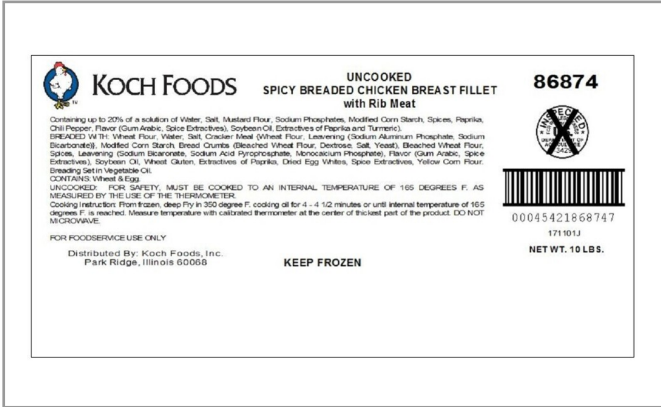 KOCH FOODS
TM
UNCOOKED
SPICY BREADED CHICKEN BREAST FILLET
with Rib Meat
86874
Containing up to 20% of a solution of Water, Salt, Mustard Flour, Sodium Phosphates, Modified Corn Starch, Spices, Paprika,
Chili Pepper, Flavor (Gum Arabic, Spice Extractives), Soybean Oil, Extractives of Paprika and Turmeric).
BREADED WITH: Wheat Flour, Water, Salt, Cracker Meal {Wheat Flour, Leavening (Sodium Aluminum Phosphate, Sodium
Bicarbonate)}, Modified Corn Starch, Bread Crumbs (Bleached Wheat Flour, Dextrose, Salt, Yeast), Bleached Wheat Flour,
Spices, Leavening (Sodium Bicaronate, Sodium Acid Pyrophosphate, Monocalcium Phosphate), Flavor (Gum Arabic, Spice
Extractives), Soybean Oil, Wheat Gluten, Extractives of Paprika, Dried Egg Whites, Spice Extractives, Yellow Corn Flour.
Breading Set in Vegetable Oil.
CONTAINS: Wheat & Egg.
UNCOOKED: FOR SAFETY, MUST BE COOKED TO AN INTERNAL TEMPERATURE OF 165 DEGREES F. AS
MEASURED BY THE USE OF THE THERMOMETER.
Cooking Instruction: From frozen, deep Fry in 350 degree F. cooking oil for 4 - 4 1/2 minutes or until internal temperature of 165
degrees F. is reached. Measure temperature with calibrated thermometer at the center of thickest part of the product. DO NOT
MICROWAVE.
FOR FOODSERVICE USE ONLY
Distributed By: Koch Foods, Inc.
Park Ridge, Illinois 60068
KEEP FROZEN
INSPECTED
DEPARTMENT OF
AGRICULTURE
00045421868747
171101J
NET WT. 10 LBS.